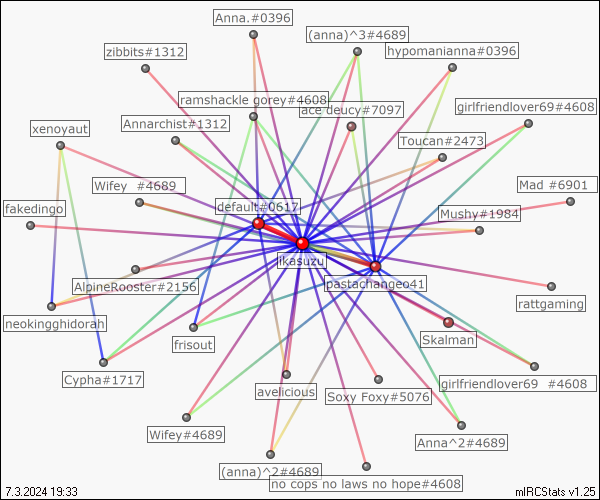 Anna.#0396
(anna)^3#4689
zibbits#1312
hypomanianna#0396
ramshackle gorey#4608
ace deucy#7097
girlfriendlover69#4608
xenoyaut
Annarchist#1312
Toucan#2473
Wifey #4689
Mad #6901
fakedingo
default#0617
Mushy#1984
ikasuzu
AlpineRooster#2156
pastachangeo41
rattgaming
neokingghidorah
frisout
Skalman
Cypha#1717
avelicious
girlfriendlover69 #4608
Soxy Foxy#5076
Wifey#4689
Anna^2#4689
(anna)^2#4689
no cops no laws no hope#4608
7.3.2024 19:33
mIRCStats v1.25